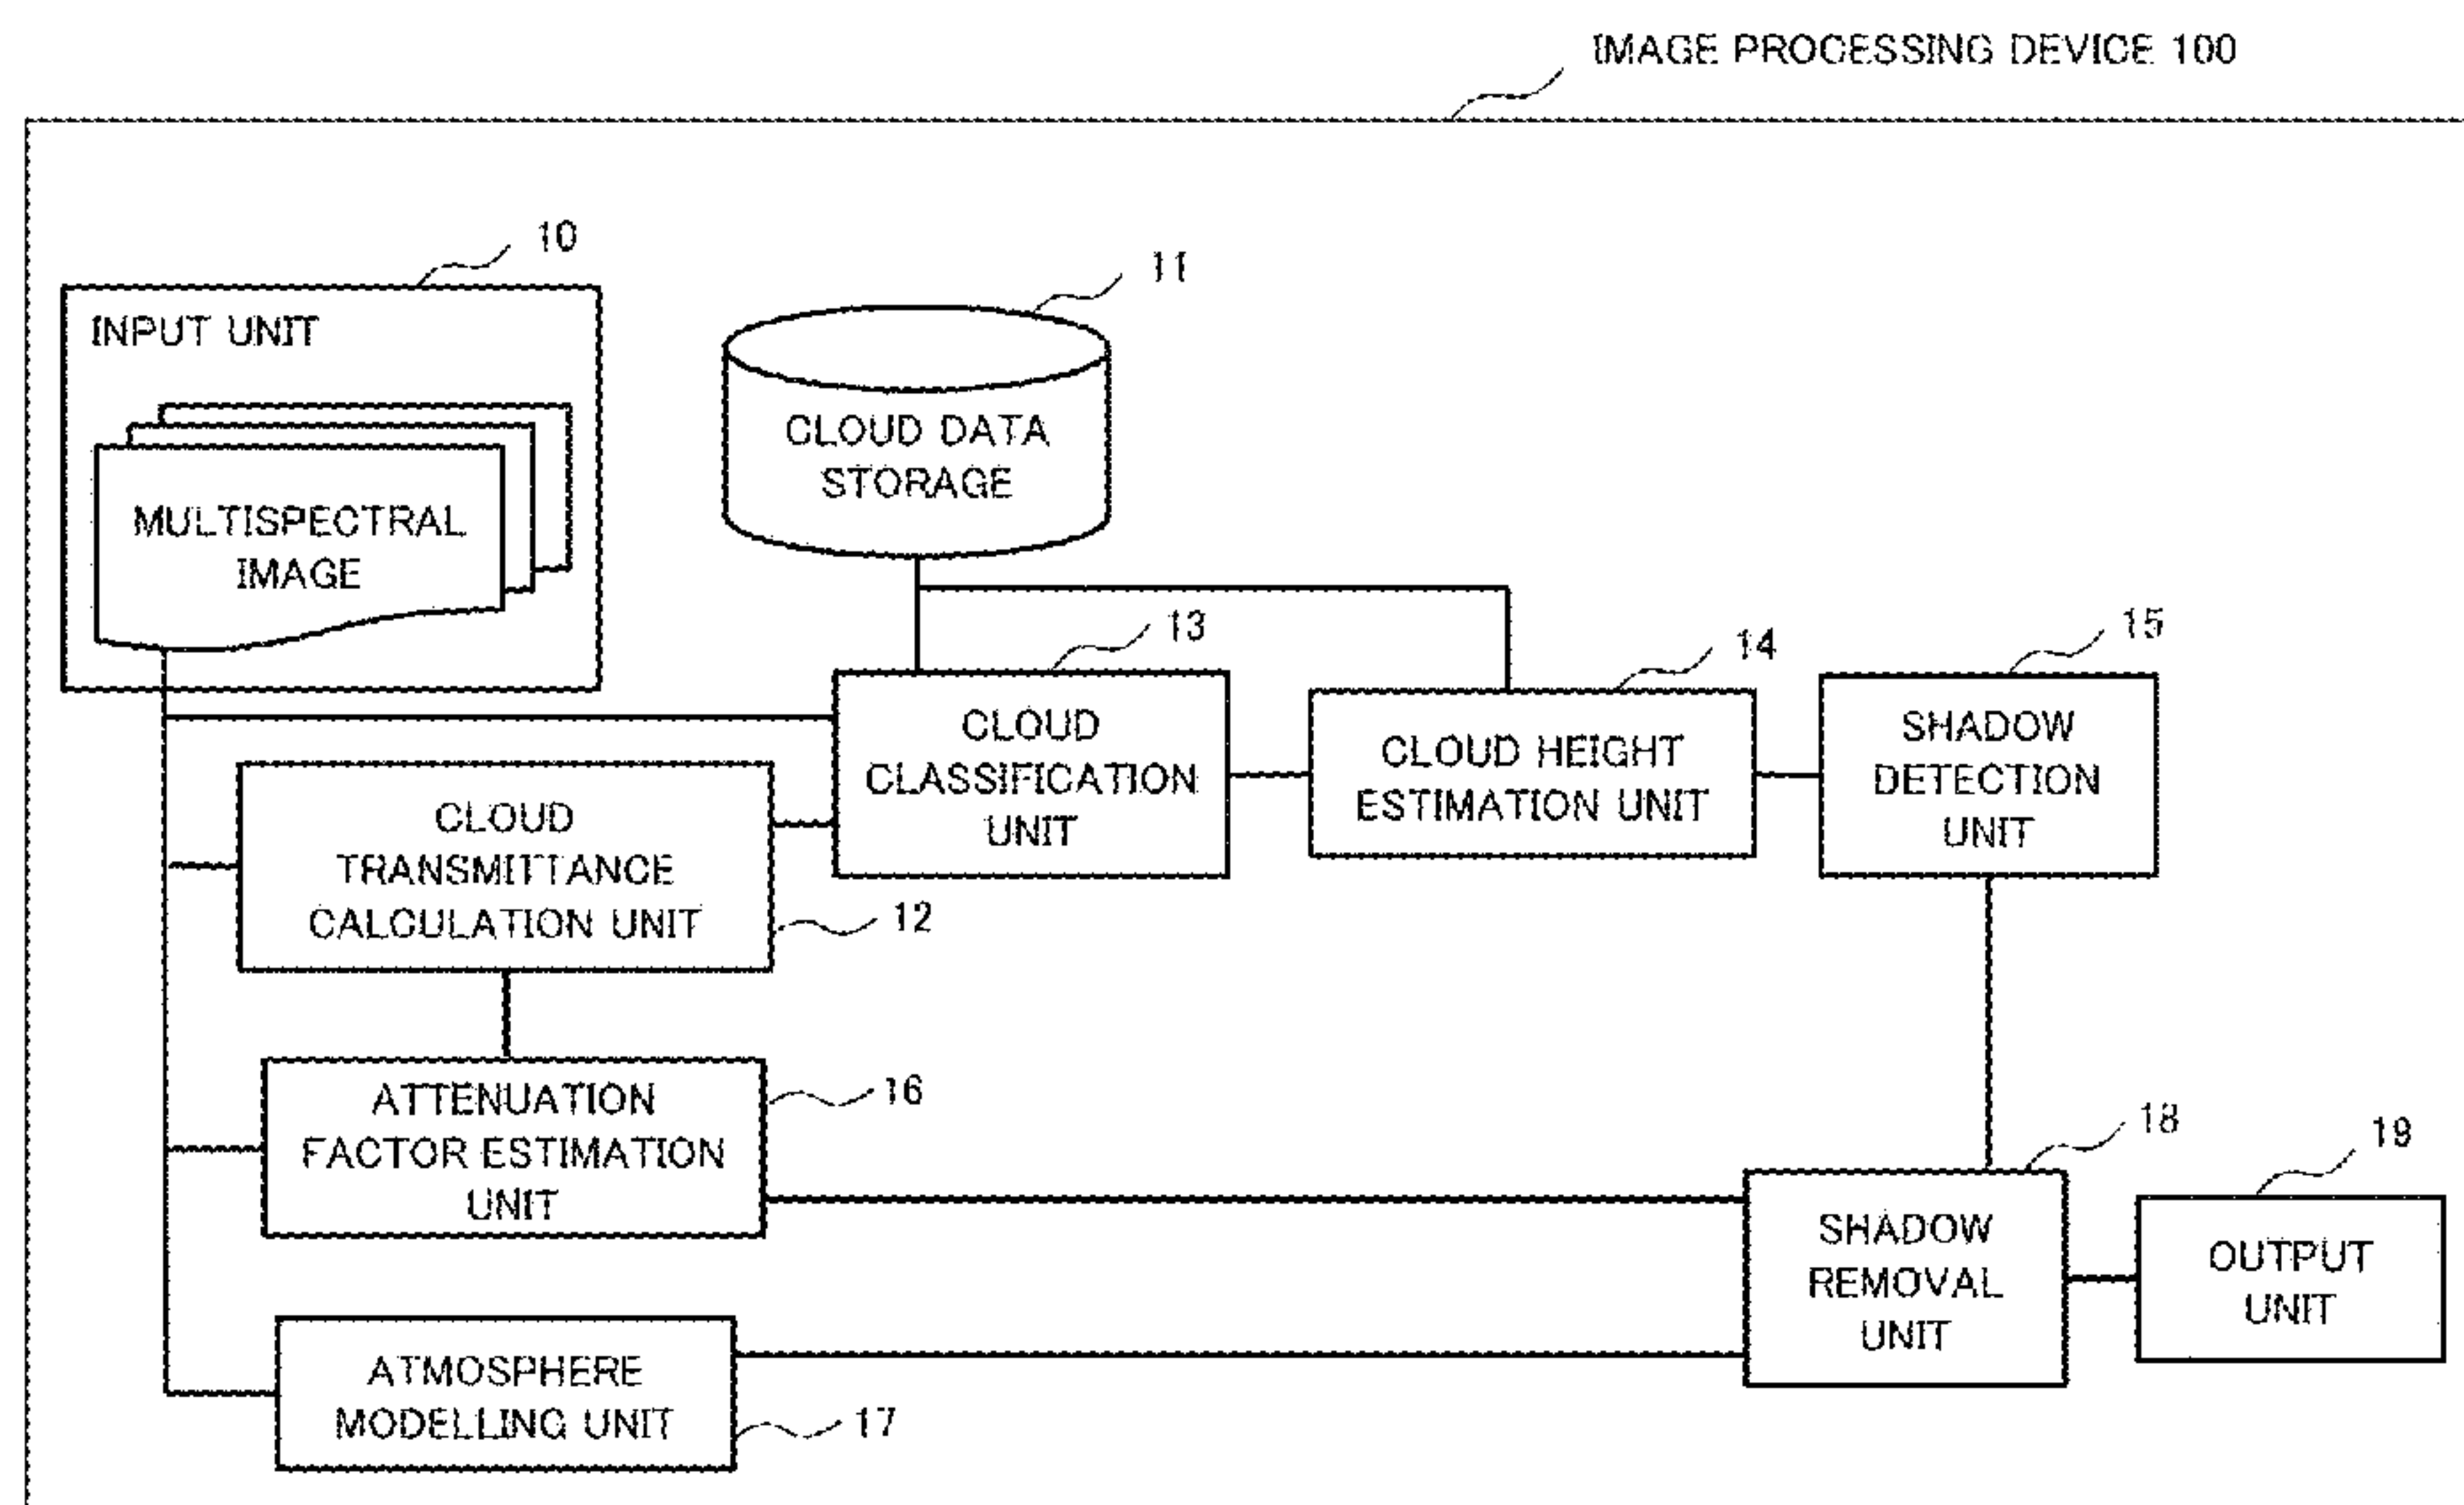 IMAGE PROCESSING DEVICE 100
10
INPUT UNIT
MULTISPECTRAL
IMAGE
11
CLOUD DATA
STORAGE
13
CLOUD
CLASSIFICATION
UNIT
14
CLOUD HEIGHT
ESTIMATION UNIT
15
SHADOW
DETECTION
UNIT
CLOUD
TRANSMITTANCE
CALCULATION UNIT
12
ATTENUATION
FACTOR ESTIMATION
UNIT
16
ATMOSPHERE
MODELLING UNIT
17
18
SHADOW
REMOVAL
UNIT
19
OUTPUT
UNIT